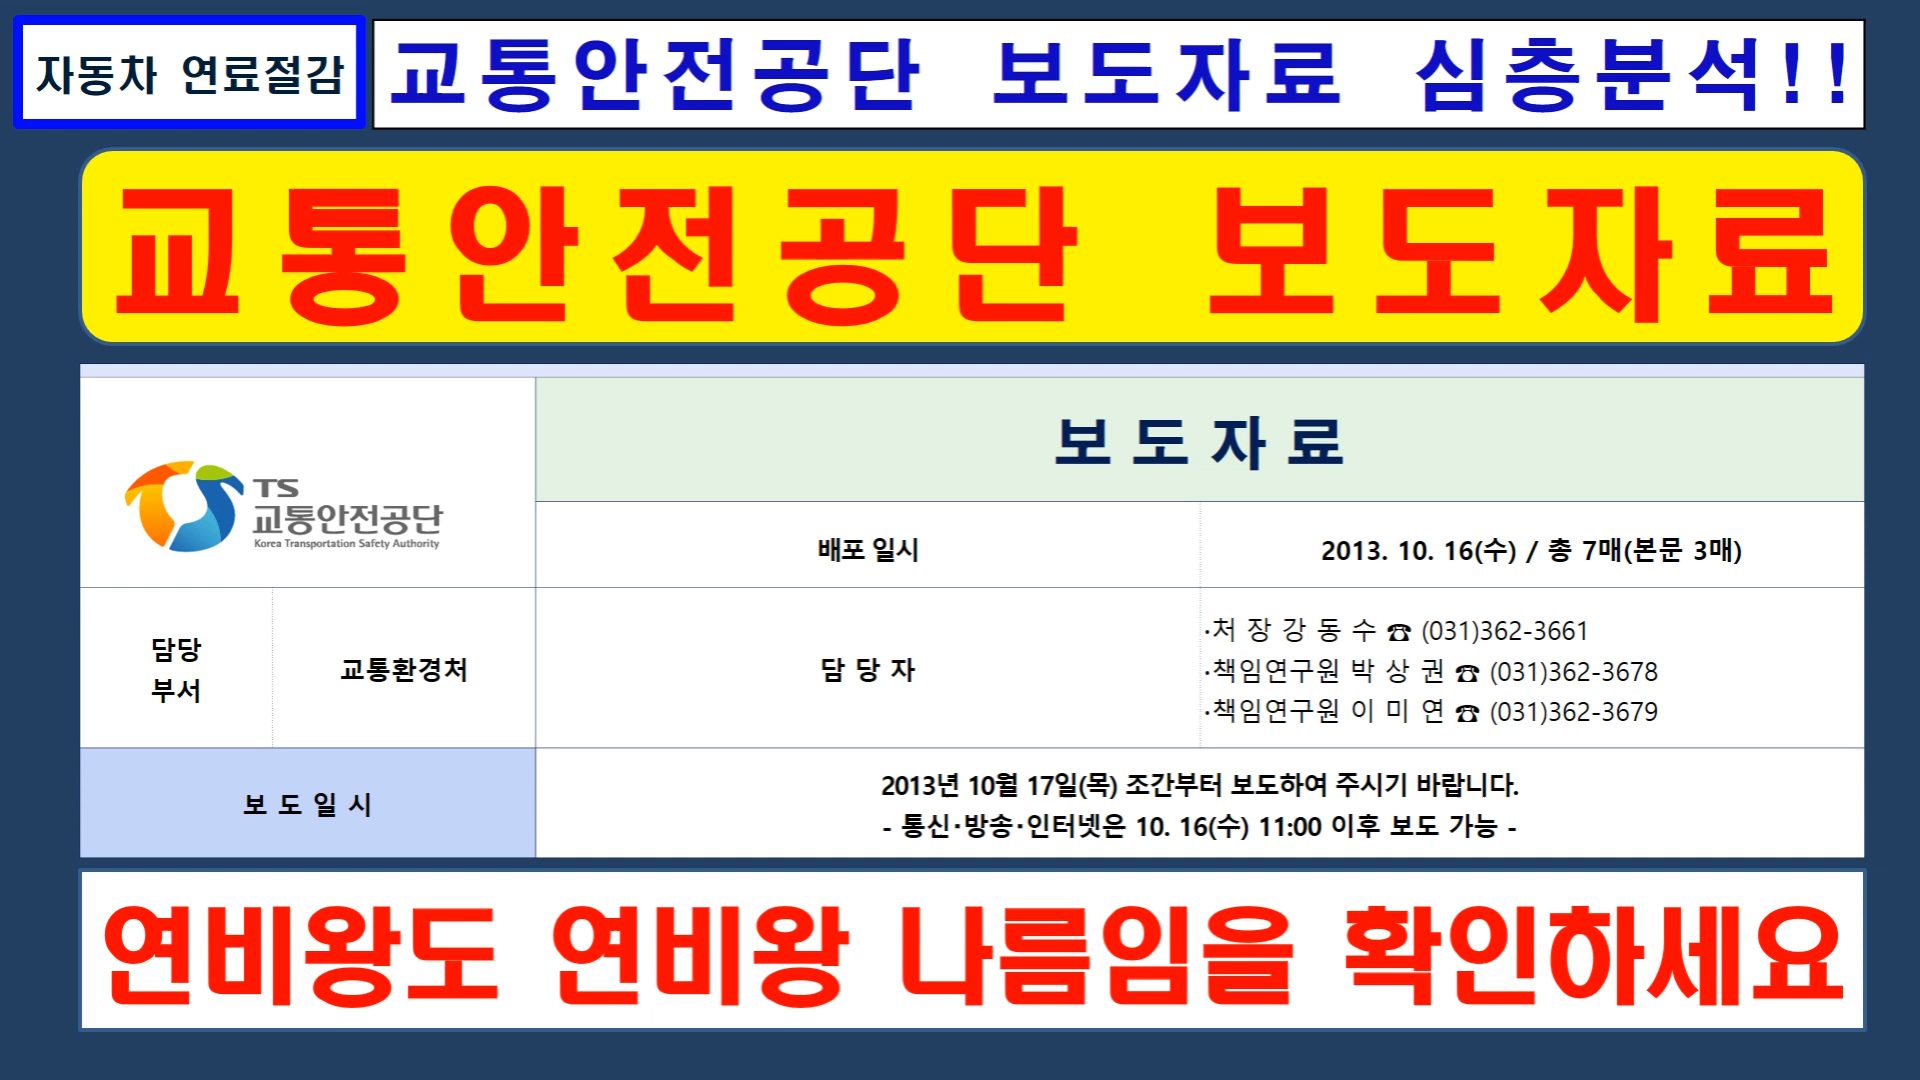 자동차 연료절감
교통안전공단 보도자료 심층분석!!
교통안전공단 보도자료
TS
교통안전공단
Korea Transportation Safety Authority
보 도 자 료
배포 일시
2013. 10. 16(수) / 총 7매(본문 3매)
담당
부서
교통환경처
담 당 자
·처 장 강 동 수 ☎ (031)362-3661
·책임연구원 박 상 권 ☎ (031)362-3678
·책임연구원 이 미 연 ☎ (031)362-3679
보 도 일 시
2013년 10월 17일(목) 조간부터 보도하여 주시기 바랍니다.
- 통신·방송·인터넷은 10. 16(수) 11:00 이후 보도 가능 -
연비왕도 연비왕 나름임을 확인하세요